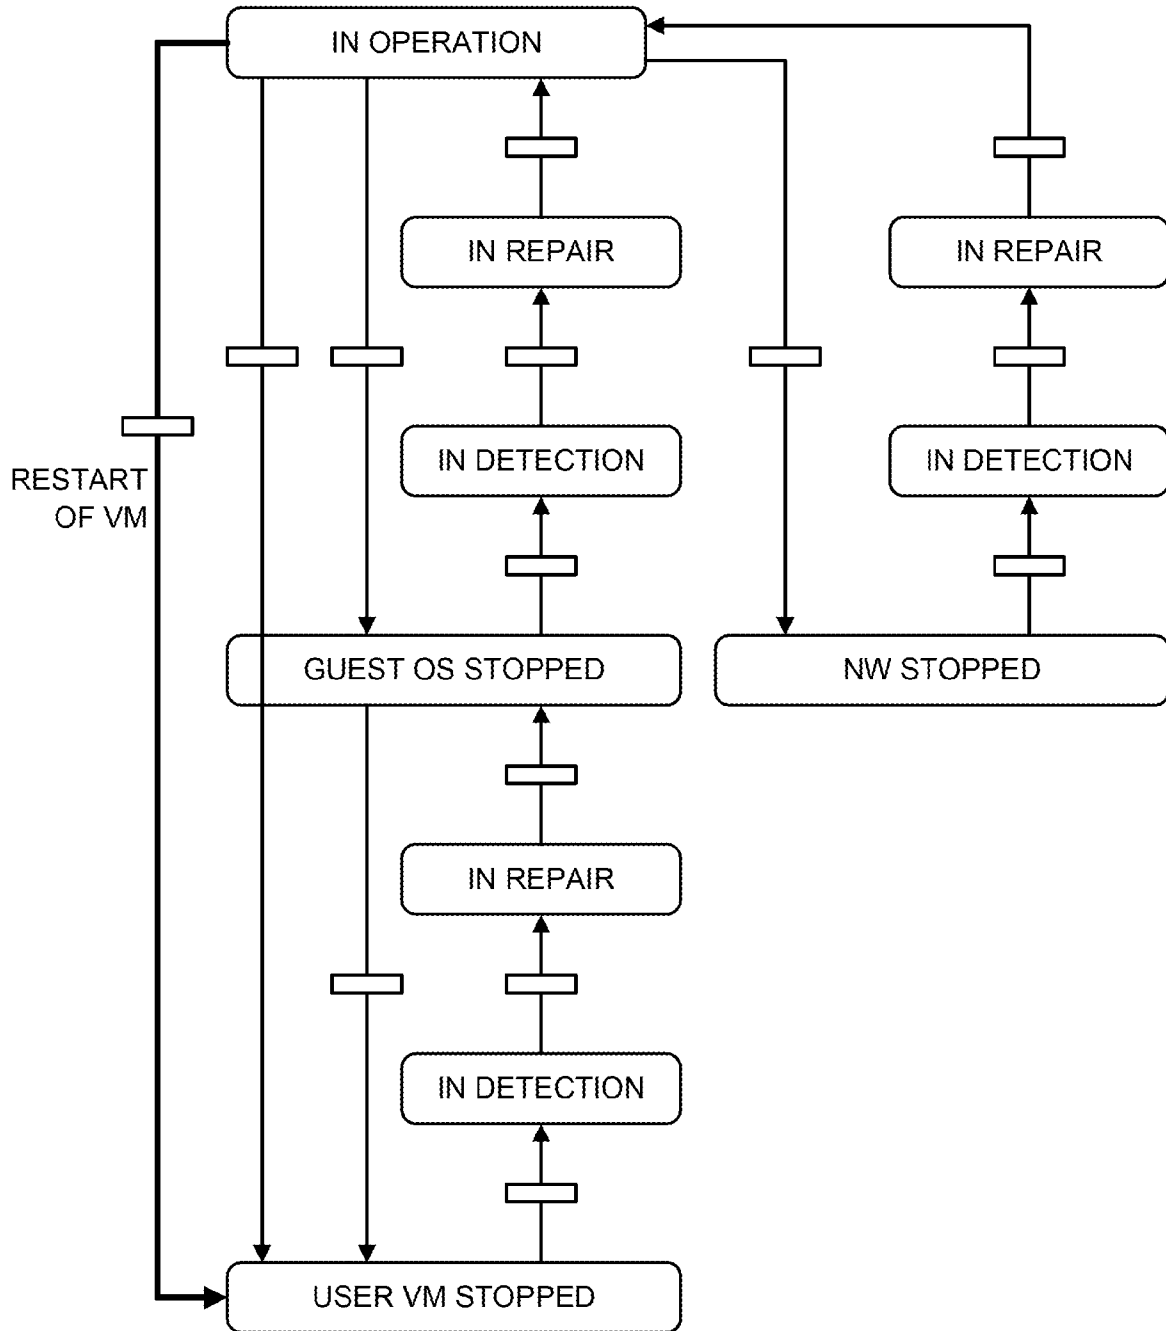 IN OPERATION
IN REPAIR
IN REPAIR
IN DETECTION
IN DETECTION
RESTART
OF VM
GUEST OS STOPPED
NW STOPPED
IN REPAIR
IN DETECTION
USER VM STOPPED